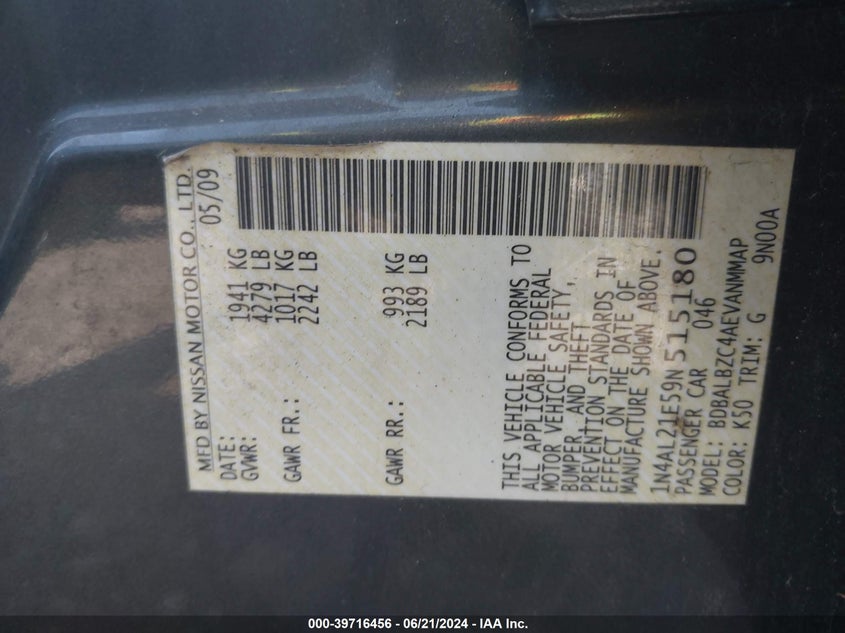 MFD BY NISSAN MOTOR CO., LTD.
DATE: 05/09
GVWR: 1941 KG
4279 LB
GAWR FR.: 1017 KG
2242 LB
GAWR RR.: 993 KG
2189 LB
THIS VEHICLE CONFORMS TO
ALL APPLICABLE FEDERAL
MOTOR VEHICLE SAFETY,
BUMPER, AND THEFT
PREVENTION STANDARDS IN
EFFECT ON THE DATE OF
MANUFACTURE SHOWN ABOVE.
1N4AL21E59N515180
PASSENGER CAR 046
MODEL: BDBALBZC4AEVANMMAP
COLOR: K50 TRIM: G 9N00A
000-39716456 - 06/21/2024 - IAA Inc.